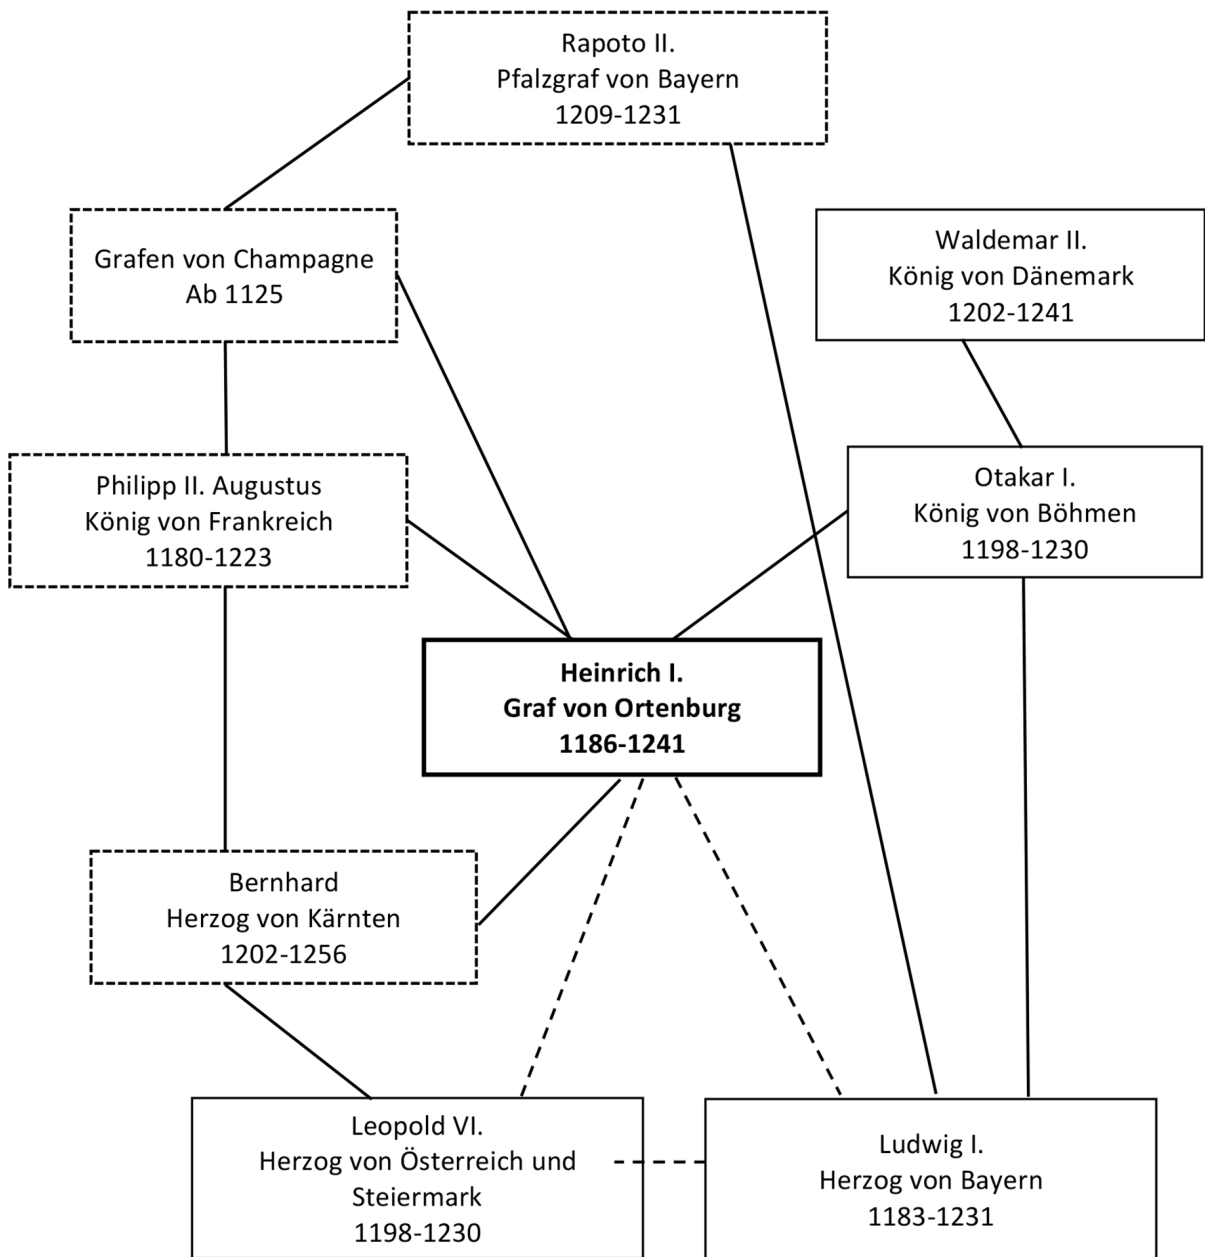 Rapoto II.
Pfalzgraf von Bayern
1209-1231
Grafen von Champagne
Ab 1125
Waldemar II.
König von Dänemark
1202-1241
Philipp II. Augustus
König von Frankreich
1180-1223
Otakar I.
König von Böhmen
1198-1230
Heinrich I.
Graf von Ortenburg
1186-1241
Bernhard
Herzog von Kärnten
1202-1256
Leopold VI.
Herzog von Österreich und
Steiermark
1198-1230
Ludwig I.
Herzog von Bayern
1183-1231